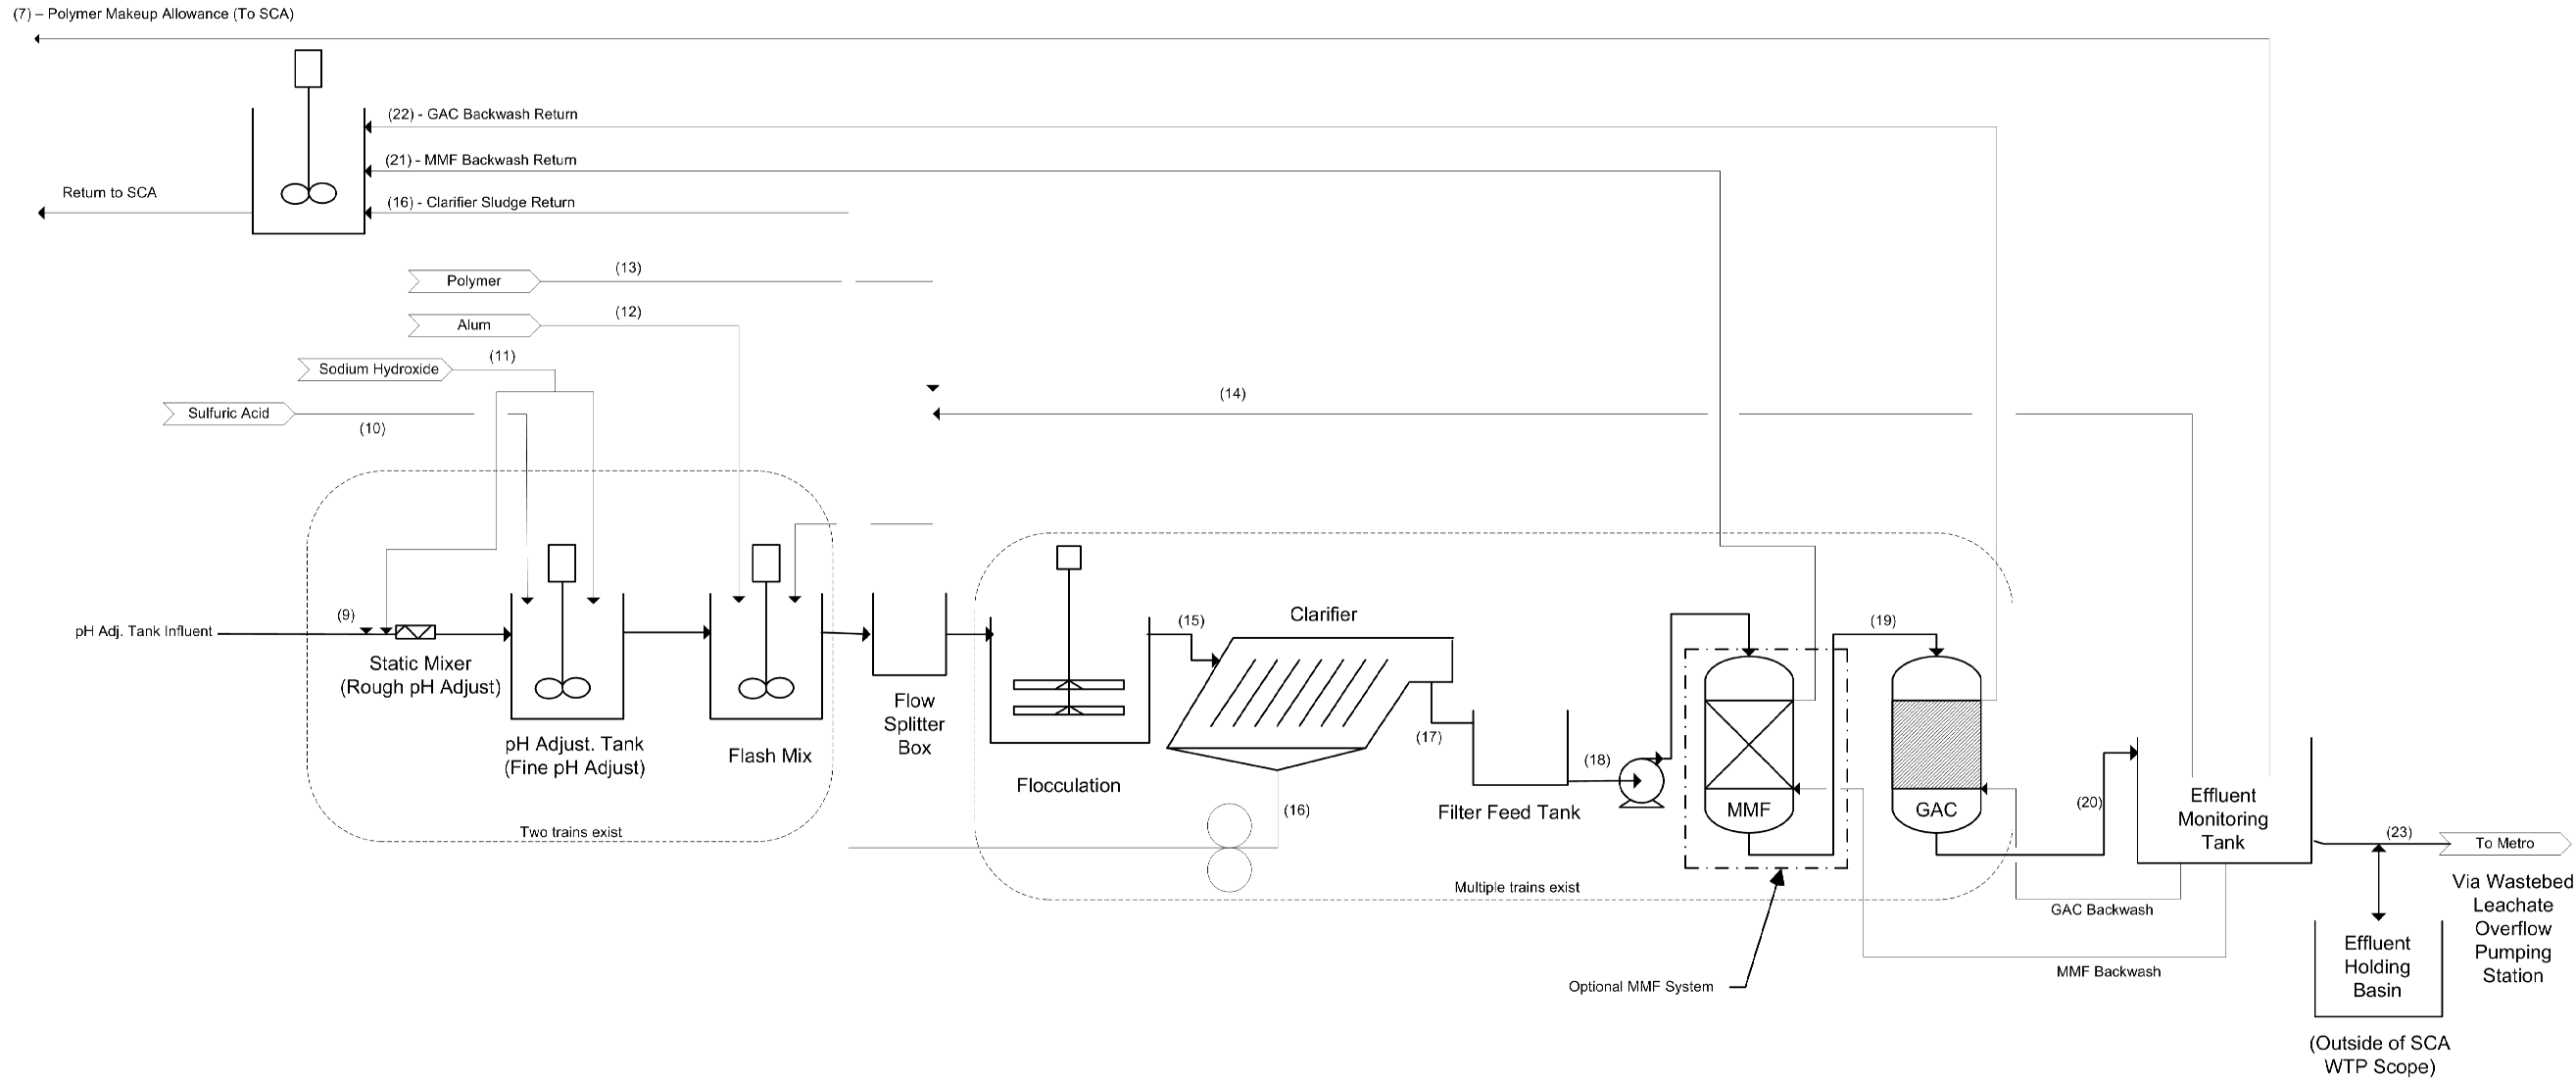 (7) – Polymer Makeup Allowance (To SCA)
(22) - GAC Backwash Return
(21) - MMF Backwash Return
Return to SCA
(16) - Clarifier Sludge Return
Polymer
(13)
Alum
(12)
Sodium Hydroxide
(11)
Sulfuric Acid
(10)
(14)
pH Adj. Tank Influent
(9)
Static Mixer
(Rough pH Adjust)
pH Adjust. Tank
(Fine pH Adjust)
Flash Mix
Two trains exist
Flow
Splitter
Box
Flocculation
(15)
Clarifier
(16)
(17)
Filter Feed Tank
(18)
MMF
(19)
GAC
(20)
Multiple trains exist
Optional MMF System
Effluent
Monitoring
Tank
GAC Backwash
MMF Backwash
(23)
To Metro
Via Wastebed
Leachate
Overflow
Pumping
Station
Effluent
Holding
Basin
(Outside of SCA
WTP Scope)